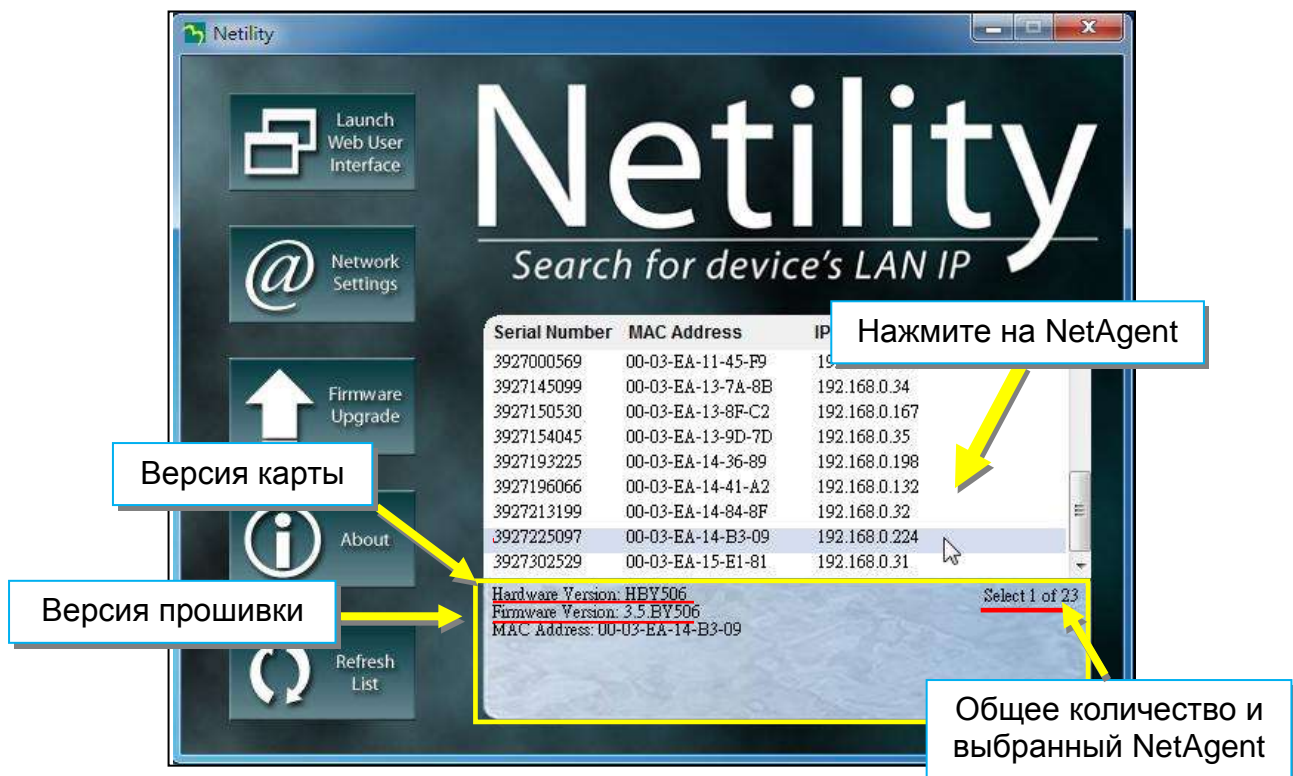 Netility
Launch
Web User
Interface
Network
Settings
Firmware
Upgrade
About
Refresh
List
Netility
Search for device's LAN IP
Serial Number MAC Address IP
3927000569 00-03-EA-11-45-F9 19
3927145099 00-03-EA-13-7A-8B 192.168.0.34
3927150530 00-03-EA-13-8F-C2 192.168.0.167
3927154045 00-03-EA-13-9D-7D 192.168.0.35
3927193225 00-03-EA-14-36-89 192.168.0.198
3927196066 00-03-EA-14-41-A2 192.168.0.132
3927213199 00-03-EA-14-84-8F 192.168.0.32
3927225097 00-03-EA-14-B3-09 192.168.0.224
3927302529 00-03-EA-15-E1-81 192.168.0.31
Hardware Version: HBY506 Select 1 of 23
Firmware Version: 3.5.BY506
MAC Address: 00-03-EA-14-B3-09
Нажмите на NetAgent
Версия карты
Версия прошивки
Общее количество и
выбранный NetAgent